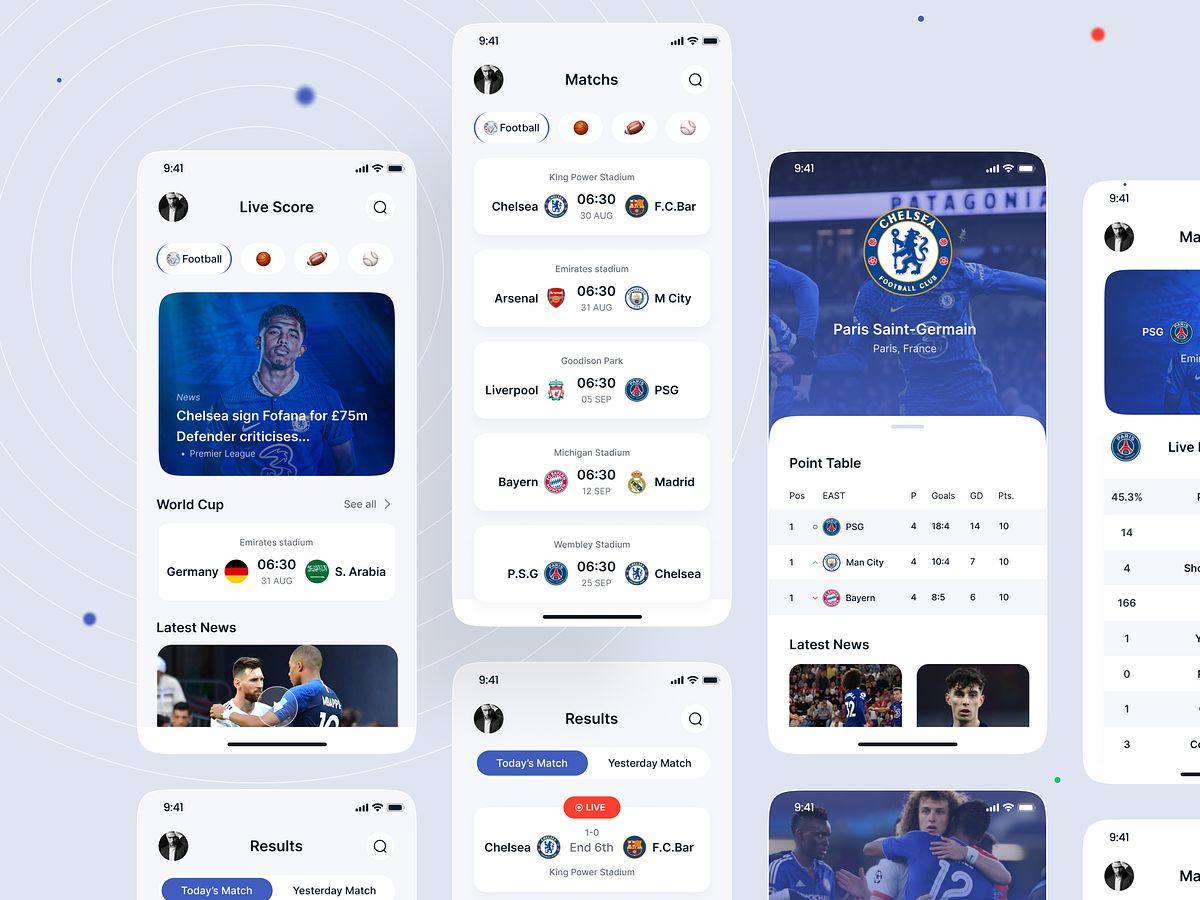 9:41
Live Score
Football
News
Chelsea sign Fofana for £75m
Defender criticises...
• Premier League
World Cup
See all
Emirates stadium
Germany
06:30
31 AUG
S. Arabia
Latest News
MBAPPE
10
9:41
Results
Today's Match
Yesterday Match
9:41
Matchs
Football
King Power Stadium
Chelsea
06:30
30 AUG
F.C.Bar
Emirates stadium
Arsenal
06:30
31 AUG
M City
Goodison Park
Liverpool
06:30
05 SEP
PSG
Michigan Stadium
Bayern
06:30
12 SEP
Madrid
Wembley Stadium
P.S.G
06:30
25 SEP
Chelsea
9:41
Results
Today's Match
Yesterday Match
LIVE
1-0
Chelsea
End 6th
F.C.Bar
King Power Stadium
9:41
PATAGONIA
CHELSEA
FOOTBALL CLUB
Paris Saint-Germain
Paris, France
Point Table
Pos EAST P Goals GD Pts.
1 PSG 4 18:4 14 10
1 Man City 4 10:4 7 10
1 Bayern 4 8:5 6 10
Latest News
12
9:41
12
9:41
Ma
PSG
Emir
PARIS
Live
45.3%
14
4 Sho
166
1 Y
0
1
3 Co
9:41
Ma